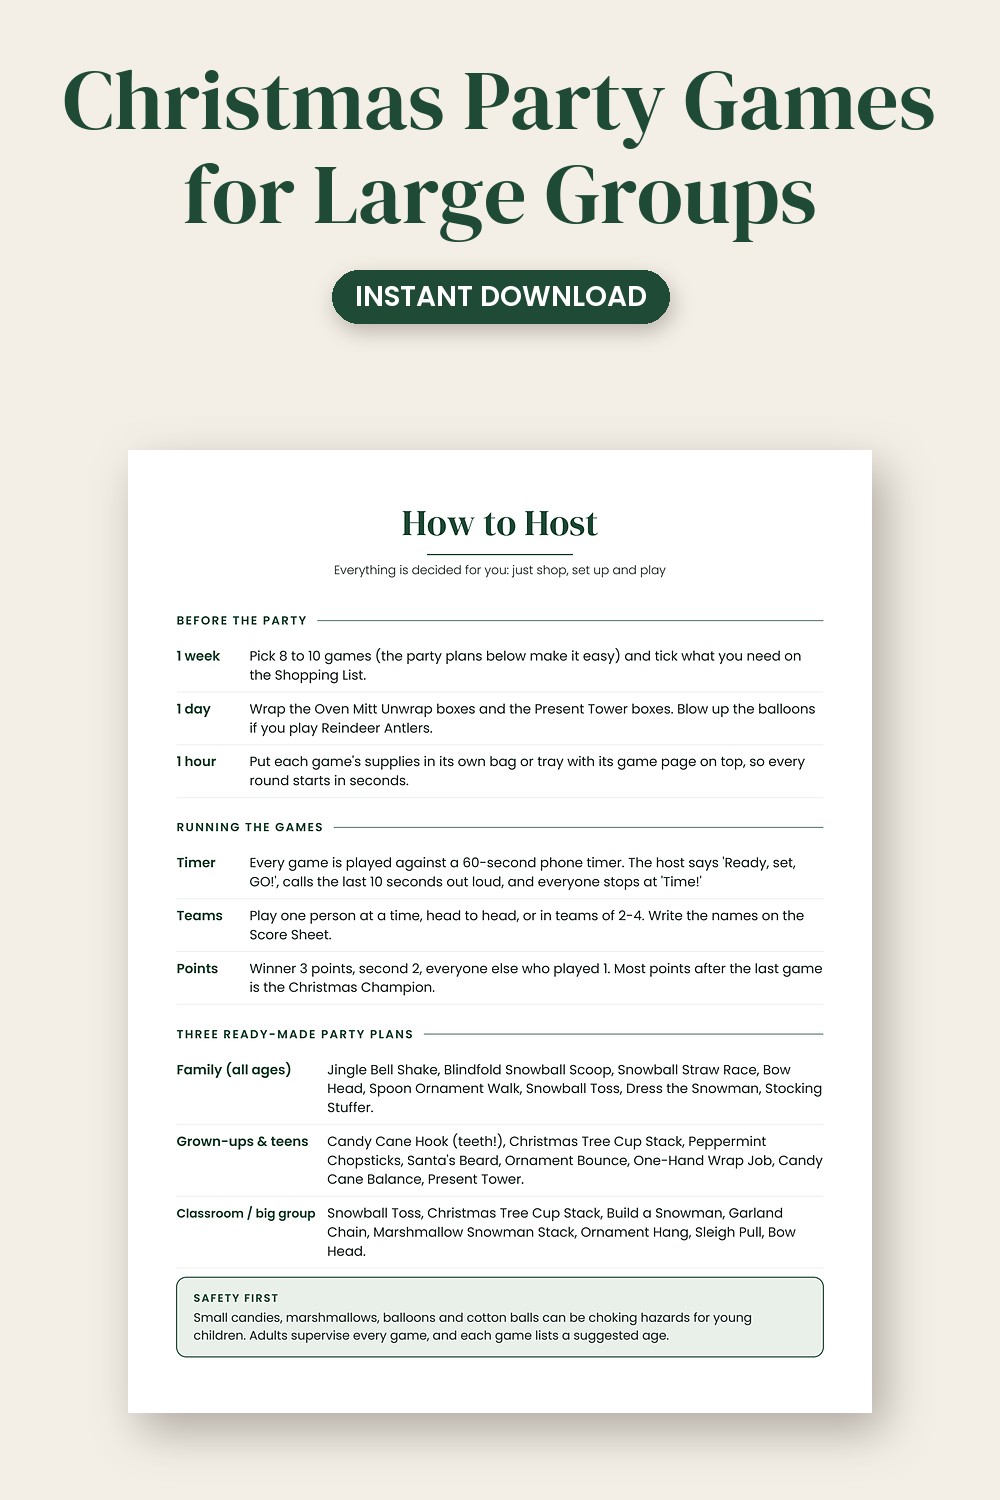 Christmas Party Games
for Large Groups
INSTANT DOWNLOAD
How to Host
Everything is decided for you: just shop, set up and play
BEFORE THE PARTY
1 week Pick 8 to 10 games (the party plans below make it easy) and tick what you need on
the Shopping List.
1 day Wrap the Oven Mitt Unwrap boxes and the Present Tower boxes. Blow up the balloons
if you play Reindeer Antlers.
1 hour Put each game's supplies in its own bag or tray with its game page on top, so every
round starts in seconds.
RUNNING THE GAMES
Timer Every game is played against a 60-second phone timer. The host says 'Ready, set,
GO!', calls the last 10 seconds out loud, and everyone stops at 'Time!'
Teams Play one person at a time, head to head, or in teams of 2-4. Write the names on the
Score Sheet.
Points Winner 3 points, second 2, everyone else who played 1. Most points after the last game
is the Christmas Champion.
THREE READY-MADE PARTY PLANS
Family (all ages) Jingle Bell Shake, Blindfold Snowball Scoop, Snowball Straw Race, Bow
Head, Spoon Ornament Walk, Snowball Toss, Dress the Snowman, Stocking
Stuffer.
Grown-ups & teens Candy Cane Hook (teeth!), Christmas Tree Cup Stack, Peppermint
Chopsticks, Santa's Beard, Ornament Bounce, One-Hand Wrap Job, Candy
Cane Balance, Present Tower.
Classroom / big group Snowball Toss, Christmas Tree Cup Stack, Build a Snowman, Garland
Chain, Marshmallow Snowman Stack, Ornament Hang, Sleigh Pull, Bow
Head.
SAFETY FIRST
Small candies, marshmallows, balloons and cotton balls can be choking hazards for young
children. Adults supervise every game, and each game lists a suggested age.